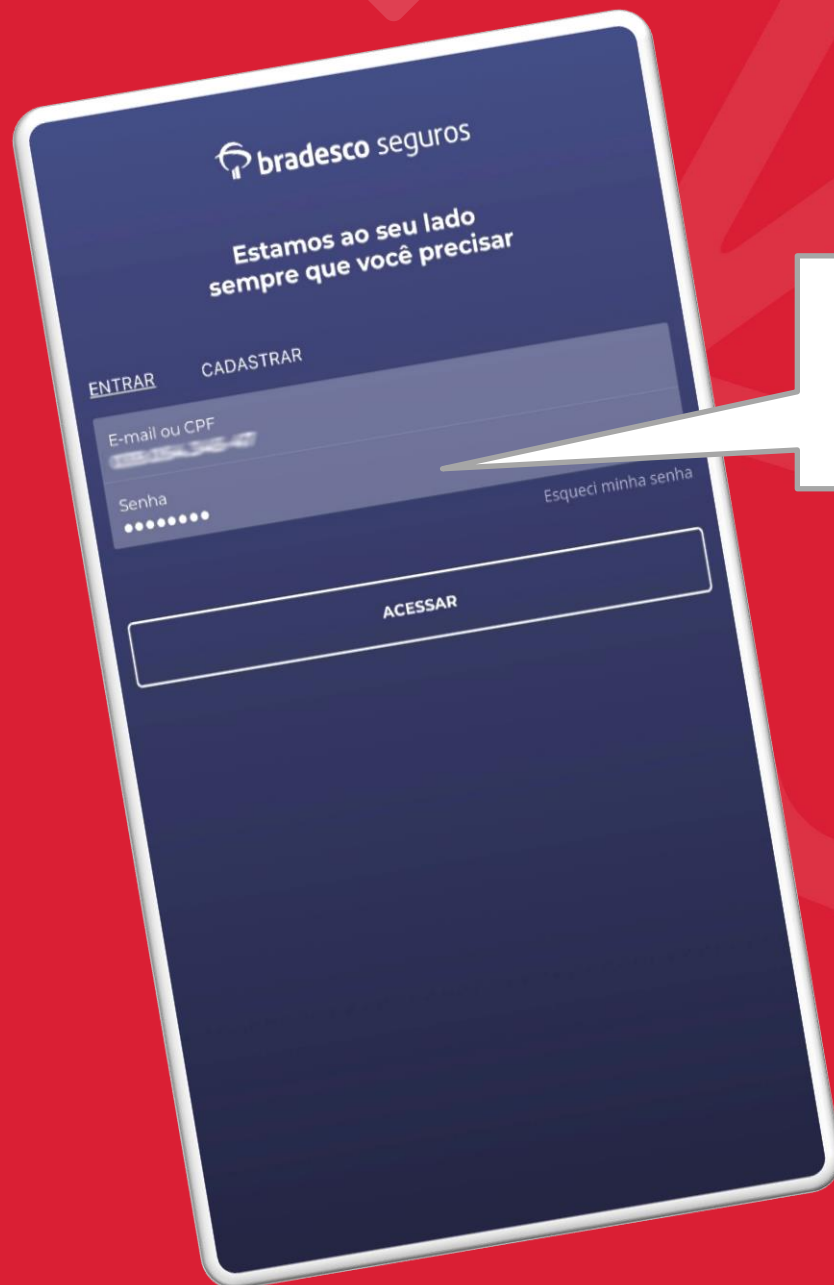 bradesco seguros
Estamos ao seu lado
sempre que você precisar
ENTRAR CADASTRAR
E-mail ou CPF
Senha
••••••••
Esqueci minha senha
ACESSAR